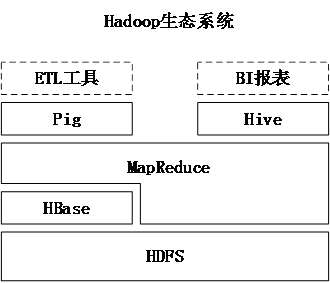 Hadoop生态系统
ETL工具
BI报表
Pig
Hive
MapReduce
HBase
HDFS